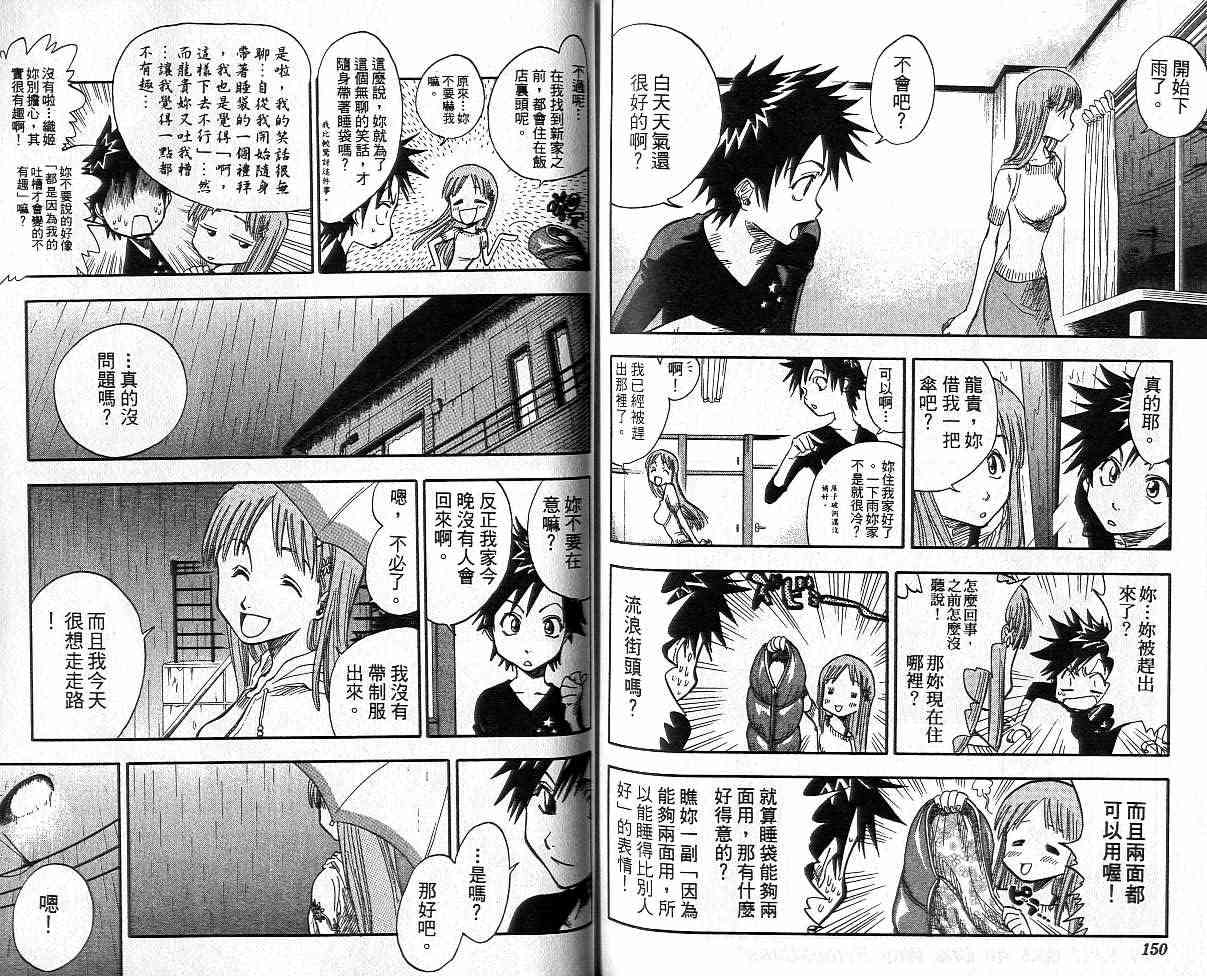 開始下
雨了。
不會吧？
白天天氣還
很好的啊？
真的耶。
龍貴，妳
借我一把
傘吧？
可以啊…
妳住我家好了
。一下雨妳家
不是就很冷？
屋子破洞還沒
補好。
啊！
我已經被趕
出那裡了。
妳…妳被趕出
來了？
怎麼回事，
之前怎麼沒
聽說！
那妳現在住
哪裡？
流浪街頭嗎？
而且兩面都
可以用喔！
就算睡袋能夠兩
面用，那有什麼
好得意的？
瞧妳一副「因為
能夠兩面用，所
以能睡得比別人
好」的表情！
150
不過呢…
在我找到新家之
前，都會住在飯
店裏頭呢。
原來…妳
不要嚇我
嘛。
這麼說，妳就為了
這個無聊的笑話，才
隨身帶著睡袋嗎？
我比較驚訝這件事。
是啦，我的笑話很無
聊…自從我開始隨身
帶著睡袋的一個禮拜
，我也是覺得「啊，
這樣下去不行」…然
而龍貴妳又吐我槽
…讓我覺得一點都
不有趣…
沒有啦…織姬
妳別擔心，其
實很有趣啊！
妳不要說的好像
「都是因為我的
吐槽才會變的不
有趣」嘛？
…真的沒
問題嗎？
妳不要在
意嘛？
反正我家今
晚沒有人會
回來啊。
嗯，不必了。
我沒有
帶制服
出來。
而且我今天
很想走走路
！
…是嗎？
那好吧。
嗯！